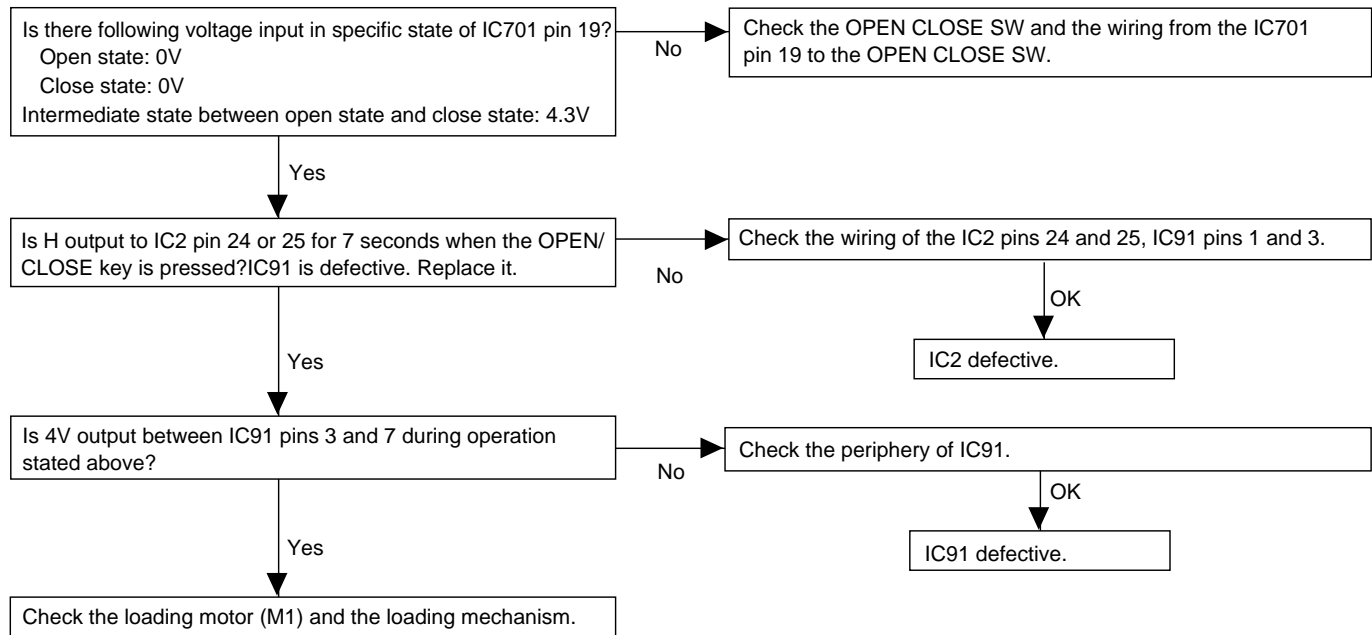 Is there following voltage input in specific state of IC701 pin 19?
Open state: 0V
Close state: 0V
Intermediate state between open state and close state: 4.3V
No
Check the OPEN CLOSE SW and the wiring from the IC701
pin 19 to the OPEN CLOSE SW.
Yes
Is H output to IC2 pin 24 or 25 for 7 seconds when the OPEN/
CLOSE key is pressed?IC91 is defective. Replace it.
No
Check the wiring of the IC2 pins 24 and 25, IC91 pins 1 and 3.
OK
IC2 defective.
Yes
Is 4V output between IC91 pins 3 and 7 during operation
stated above?
No
Check the periphery of IC91.
OK
IC91 defective.
Yes
Check the loading motor (M1) and the loading mechanism.